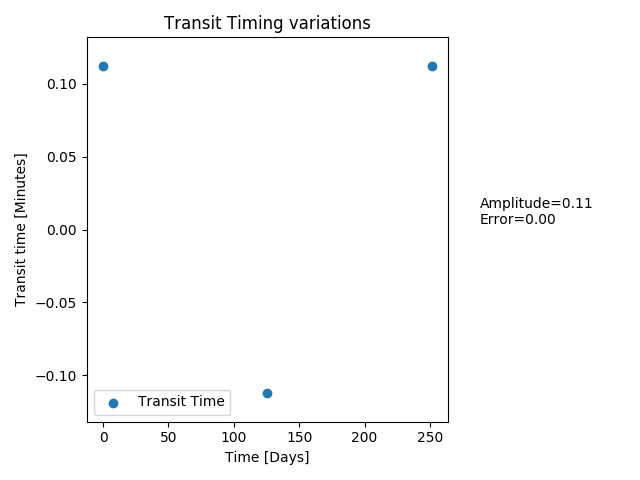 Transit Timing variations
0.10
0.05
0.00
−0.05
−0.10
Transit time [Minutes]
Amplitude=0.11
Error=0.00
Transit Time
0 50 100 150 200 250
Time [Days]